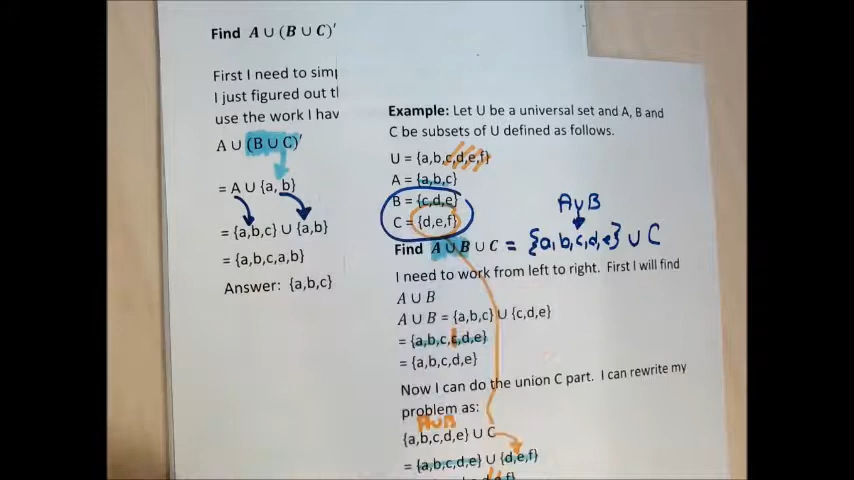 Find A ∪ (B ∪ C)′
First I need to simp
I just figured out th
use the work I hav
A ∪ (B ∪ C)′
= A ∪ {a, b}
= {a,b,c} ∪ {a,b}
= {a,b,c,a,b}
Answer: {a,b,c}
Example: Let U be a universal set and A, B and
C be subsets of U defined as follows.
U = {a,b,c,d,e,f}
A = {a,b,c}
B = {c,d,e}
C = {d,e,f}
A∪B
Find A ∪ B ∪ C = {a,b,c,d,e} ∪ C
I need to work from left to right. First I will find
A ∪ B
A ∪ B = {a,b,c} ∪ {c,d,e}
= {a,b,c,c,d,e}
= {a,b,c,d,e}
Now I can do the union C part. I can rewrite my
problem as:
A∪B
{a,b,c,d,e} ∪ C
= {a,b,c,d,e} ∪ {d,e,f}